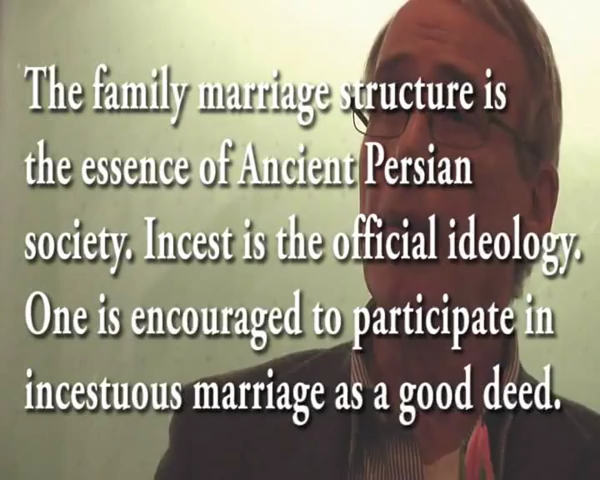 The family marriage structure is
the essence of Ancient Persian
society. Incest is the official ideology.
One is encouraged to participate in
incestuous marriage as a good deed.